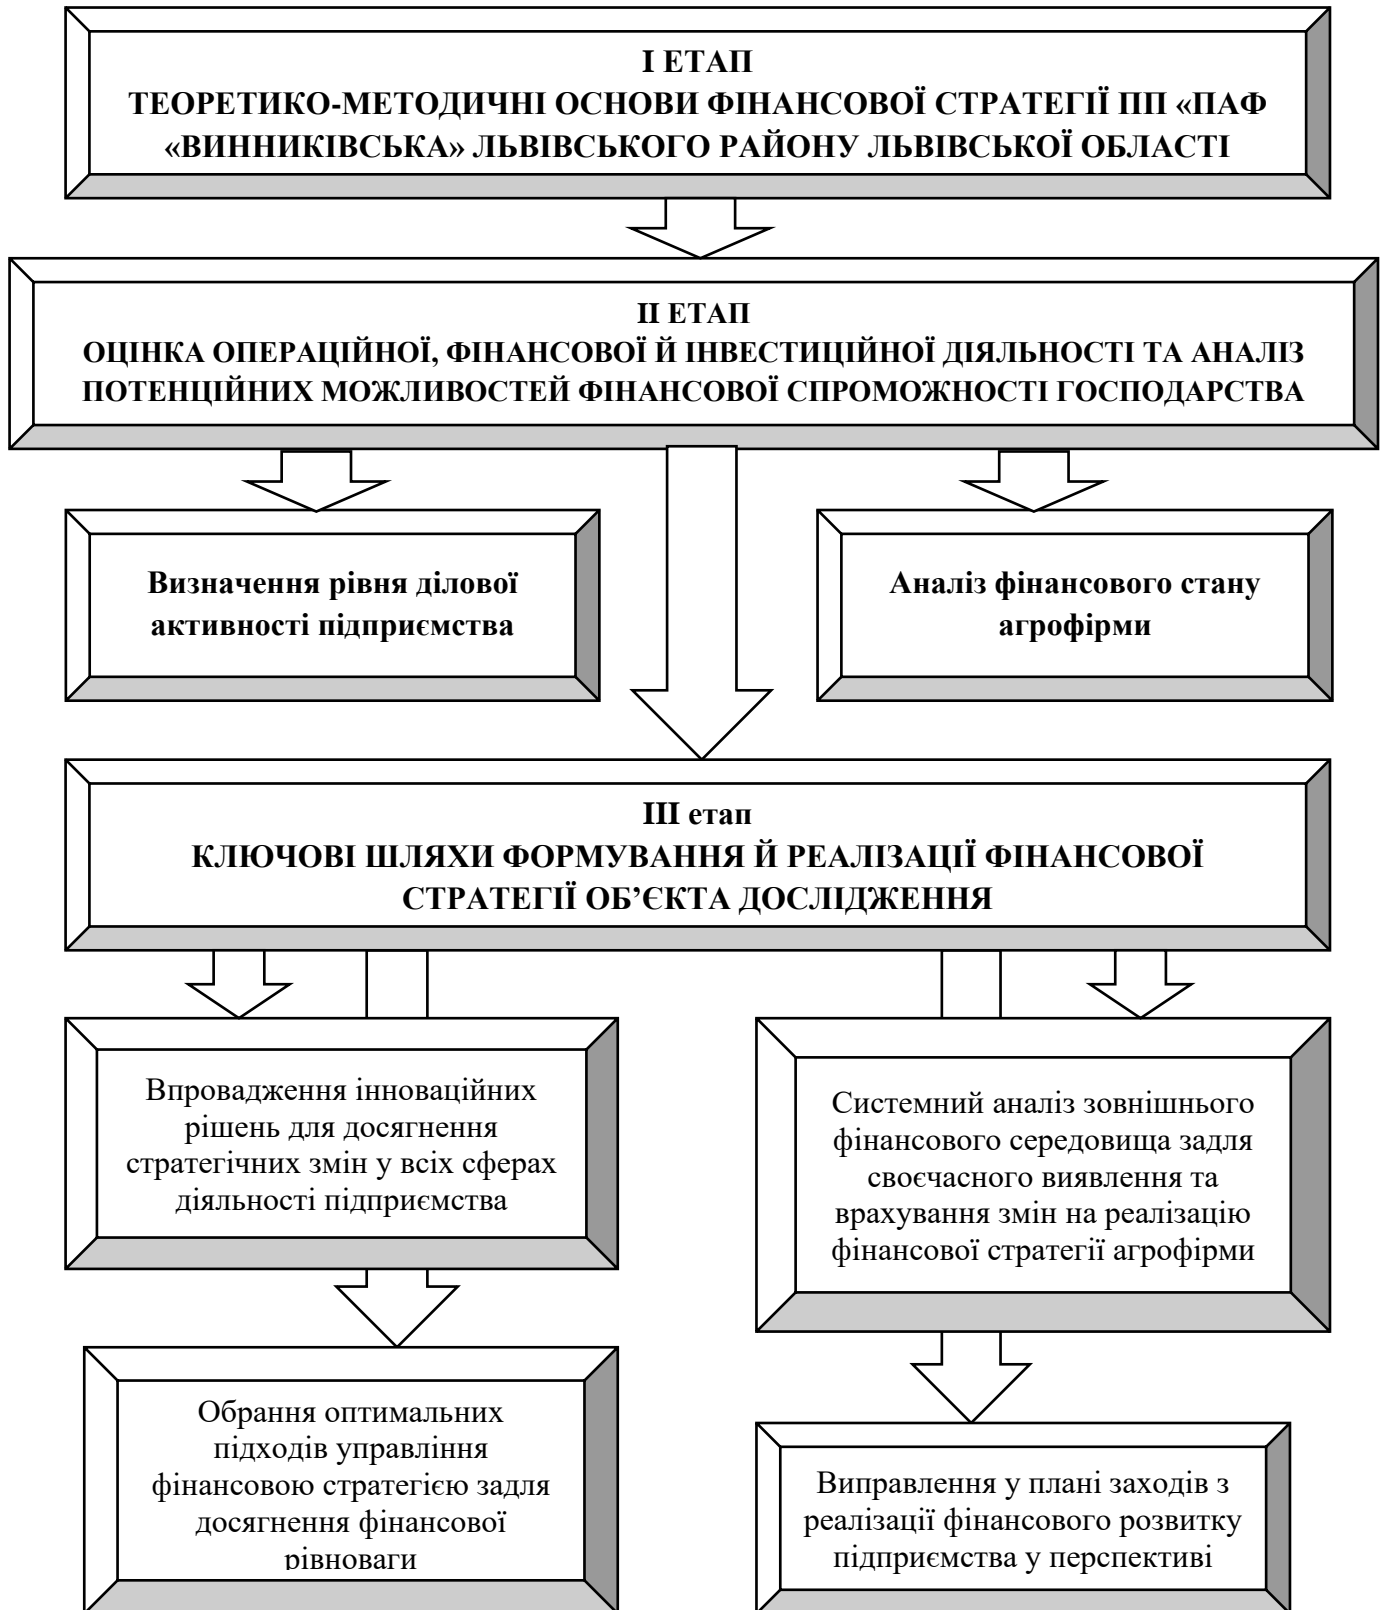 І ЕТАП
ТЕОРЕТИКО-МЕТОДИЧНІ ОСНОВИ ФІНАНСОВОЇ СТРАТЕГІЇ ПП «ПАФ
«ВИННИКІВСЬКА» ЛЬВІВСЬКОГО РАЙОНУ ЛЬВІВСЬКОЇ ОБЛАСТІ
ІІ ЕТАП
ОЦІНКА ОПЕРАЦІЙНОЇ, ФІНАНСОВОЇ Й ІНВЕСТИЦІЙНОЇ ДІЯЛЬНОСТІ ТА АНАЛІЗ
ПОТЕНЦІЙНИХ МОЖЛИВОСТЕЙ ФІНАНСОВОЇ СПРОМОЖНОСТІ ГОСПОДАРСТВА
Визначення рівня ділової
активності підприємства
Аналіз фінансового стану
агрофірми
ІІІ етап
КЛЮЧОВІ ШЛЯХИ ФОРМУВАННЯ Й РЕАЛІЗАЦІЇ ФІНАНСОВОЇ
СТРАТЕГІЇ ОБ’ЄКТА ДОСЛІДЖЕННЯ
Впровадження інноваційних
рішень для досягнення
стратегічних змін у всіх сферах
діяльності підприємства
Системний аналіз зовнішнього
фінансового середовища задля
своєчасного виявлення та
врахування змін на реалізацію
фінансової стратегії агрофірми
Обрання оптимальних
підходів управління
фінансовою стратегією задля
досягнення фінансової
рівноваги
Виправлення у плані заходів з
реалізації фінансового розвитку
підприємства у перспективі